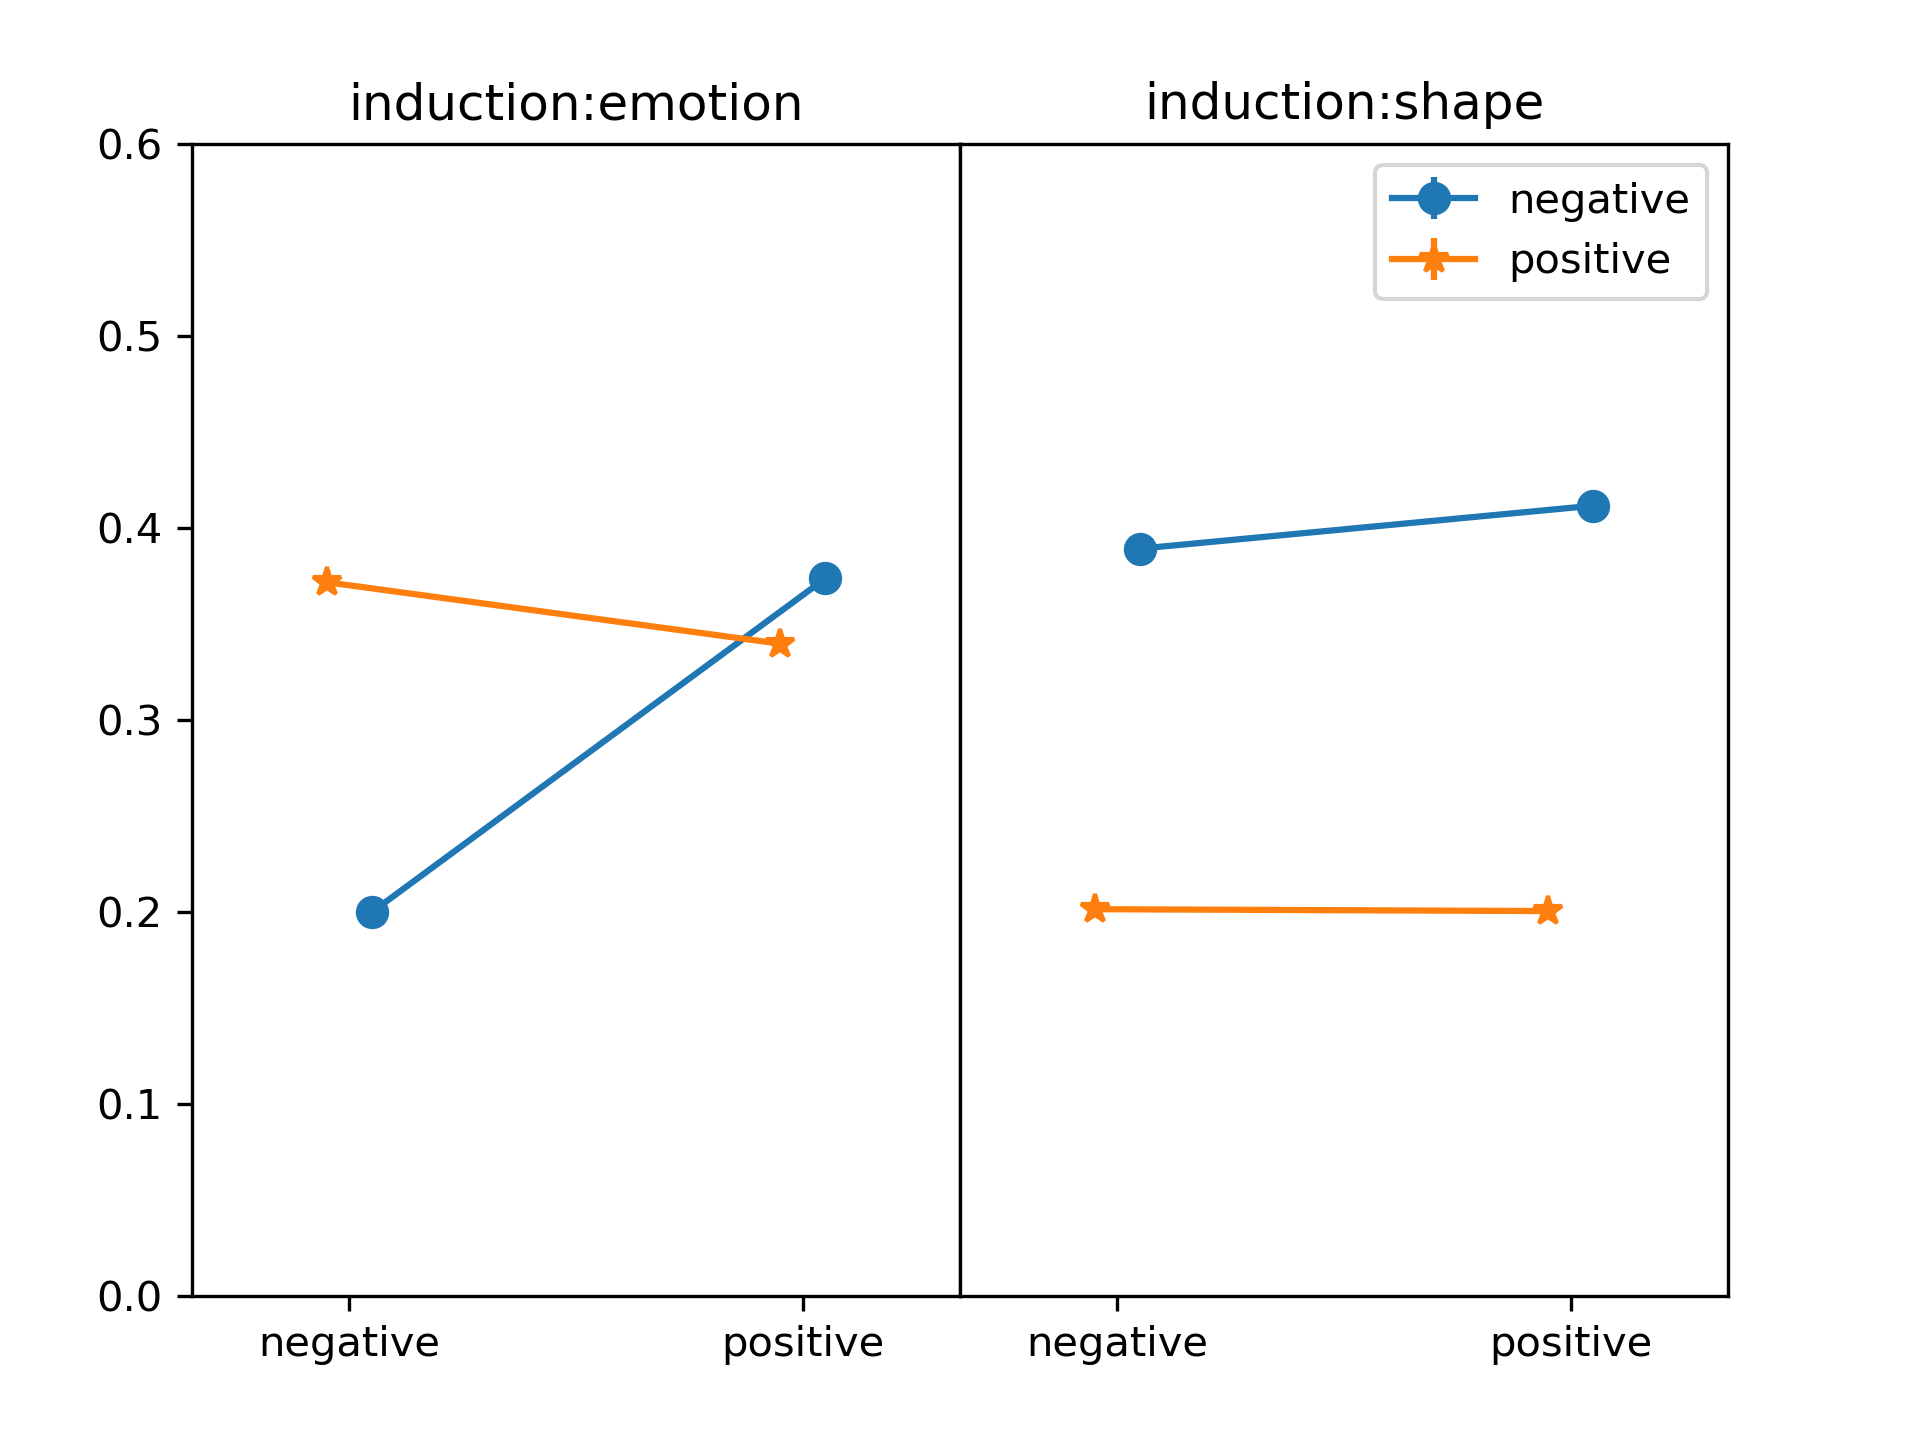 induction:emotion
induction:shape
0.6
0.5
0.4
0.3
0.2
0.1
0.0
negative
positive
negative
positive
negative
positive